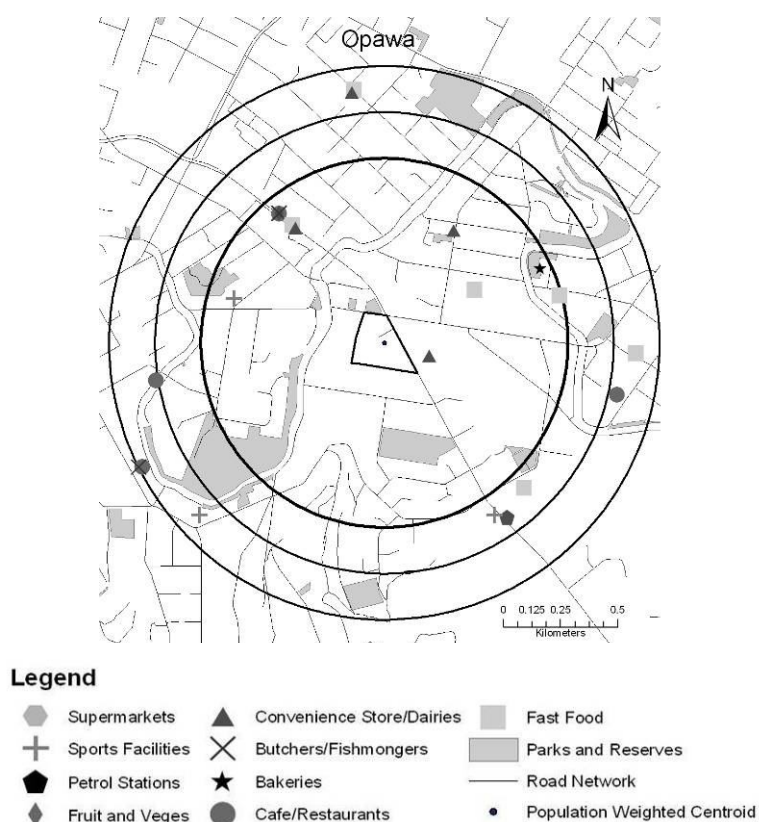 Opawa
N
0 0.125 0.25 0.5
Kilometers
Legend
Supermarkets Convenience Store/Dairies Fast Food
Sports Facilities Butchers/Fishmongers Parks and Reserves
Petrol Stations Bakeries Road Network
Fruit and Veges Cafe/Restaurants Population Weighted Centroid